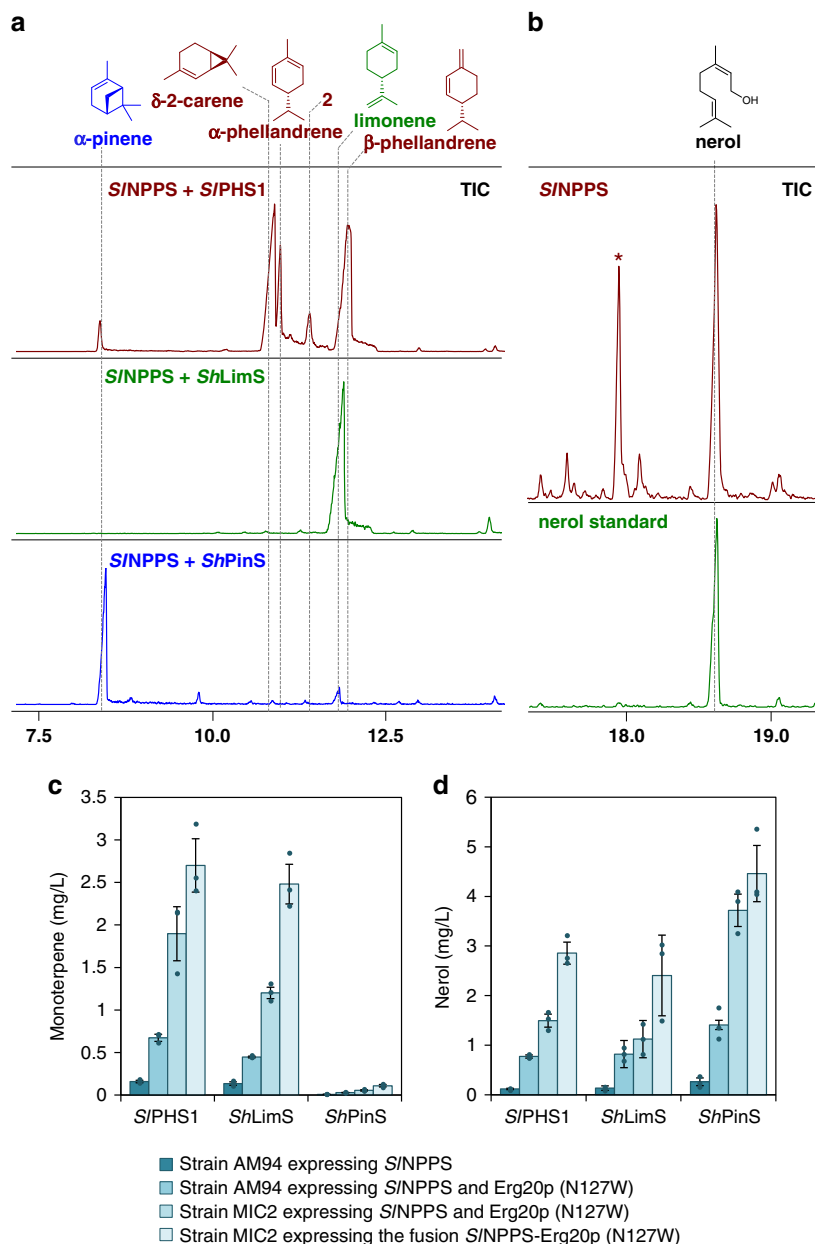 a
b
δ-2-carene
2
α-phellandrene
limonene
α-pinene
β-phellandrene
OH
nerol
SlNPPS + SlPHS1
TIC
SlNPPS
TIC
*
SlNPPS + ShLimS
nerol standard
SlNPPS + ShPinS
7.5
10.0
12.5
18.0
19.0
c
d
Monoterpene (mg/L)
3.5
3
2.5
2
1.5
1
0.5
0
SlPHS1
ShLimS
ShPinS
Nerol (mg/L)
6
5
4
3
2
1
0
SlPHS1
ShLimS
ShPinS
Strain AM94 expressing SlNPPS
Strain AM94 expressing SlNPPS and Erg20p (N127W)
Strain MIC2 expressing SlNPPS and Erg20p (N127W)
Strain MIC2 expressing the fusion SlNPPS-Erg20p (N127W)